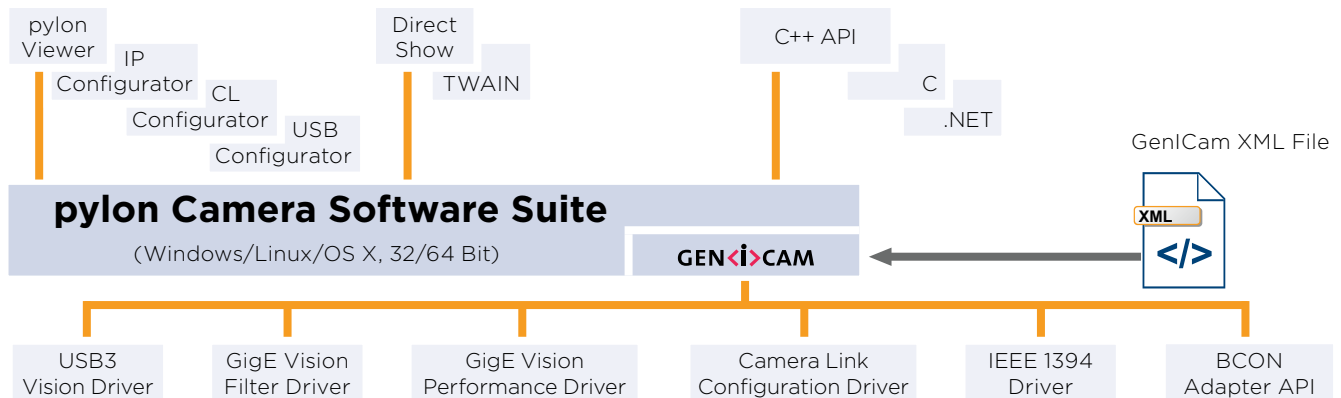 pylon
Viewer
IP
Configurator
CL
Configurator
USB
Configurator
Direct
Show
TWAIN
C++ API
C
.NET
GenICam XML File
XML
</>
pylon Camera Software Suite
(Windows/Linux/OS X, 32/64 Bit)
GEN<i>CAM
USB3
Vision Driver
GigE Vision
Filter Driver
GigE Vision
Performance Driver
Camera Link
Configuration Driver
IEEE 1394
Driver
BCON
Adapter API